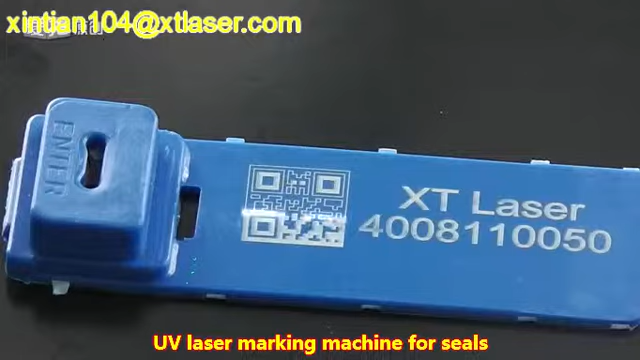 xintian104@xtlaser.com
ENTER
XT Laser
4008110050
UV laser marking machine for seals